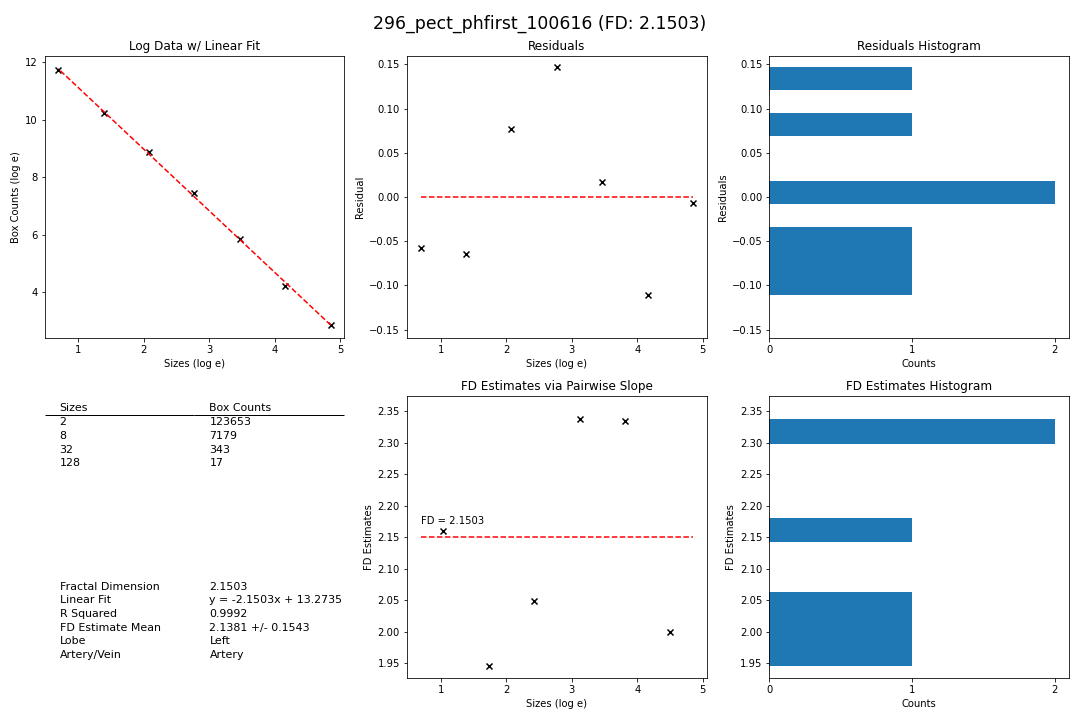 296_pect_phfirst_100616 (FD: 2.1503)
Log Data w/ Linear Fit
12
10
8
6
4
Box Counts (log e)
1 2 3 4 5
Sizes (log e)
Residuals
0.15
0.10
0.05
0.00
−0.05
−0.10
−0.15
Residual
1 2 3 4 5
Sizes (log e)
Residuals Histogram
0.15
0.10
0.05
0.00
−0.05
−0.10
−0.15
Residuals
0 1 2
Counts
Sizes Box Counts
2 123653
8 7179
32 343
128 17
Fractal Dimension 2.1503
Linear Fit y = -2.1503x + 13.2735
R Squared 0.9992
FD Estimate Mean 2.1381 +/- 0.1543
Lobe Left
Artery/Vein Artery
FD Estimates via Pairwise Slope
2.35
2.30
2.25
2.20
2.15
2.10
2.05
2.00
1.95
FD Estimates
FD = 2.1503
1 2 3 4 5
Sizes (log e)
FD Estimates Histogram
2.35
2.30
2.25
2.20
2.15
2.10
2.05
2.00
1.95
FD Estimates
0 1 2
Counts